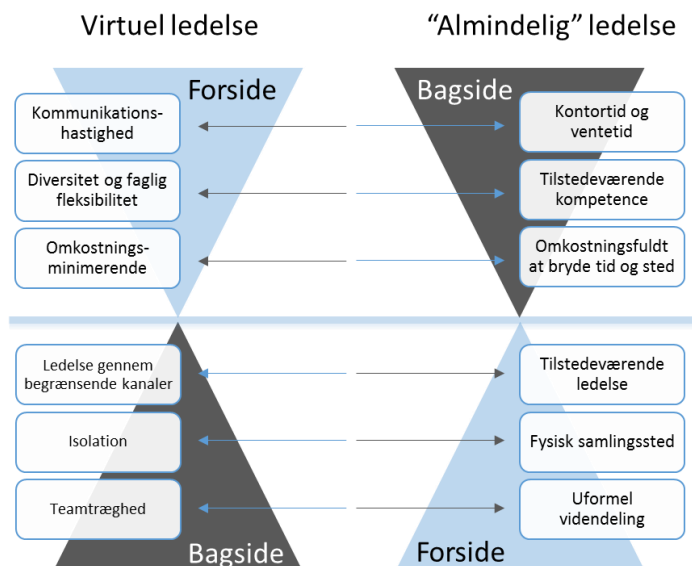 Virtuel ledelse
“Almindelig” ledelse
Forside
Bagside
Kommunikations-
hastighed
Kontortid og
ventetid
Diversitet og faglig
fleksibilitet
Tilstedeværende
kompetence
Omkostnings-
minimerende
Omkostningsfuldt
at bryde tid og sted
Ledelse gennem
begrænsende kanaler
Tilstedeværende
ledelse
Isolation
Fysisk samlingssted
Teamtræghed
Uformel
videndeling
Bagside
Forside